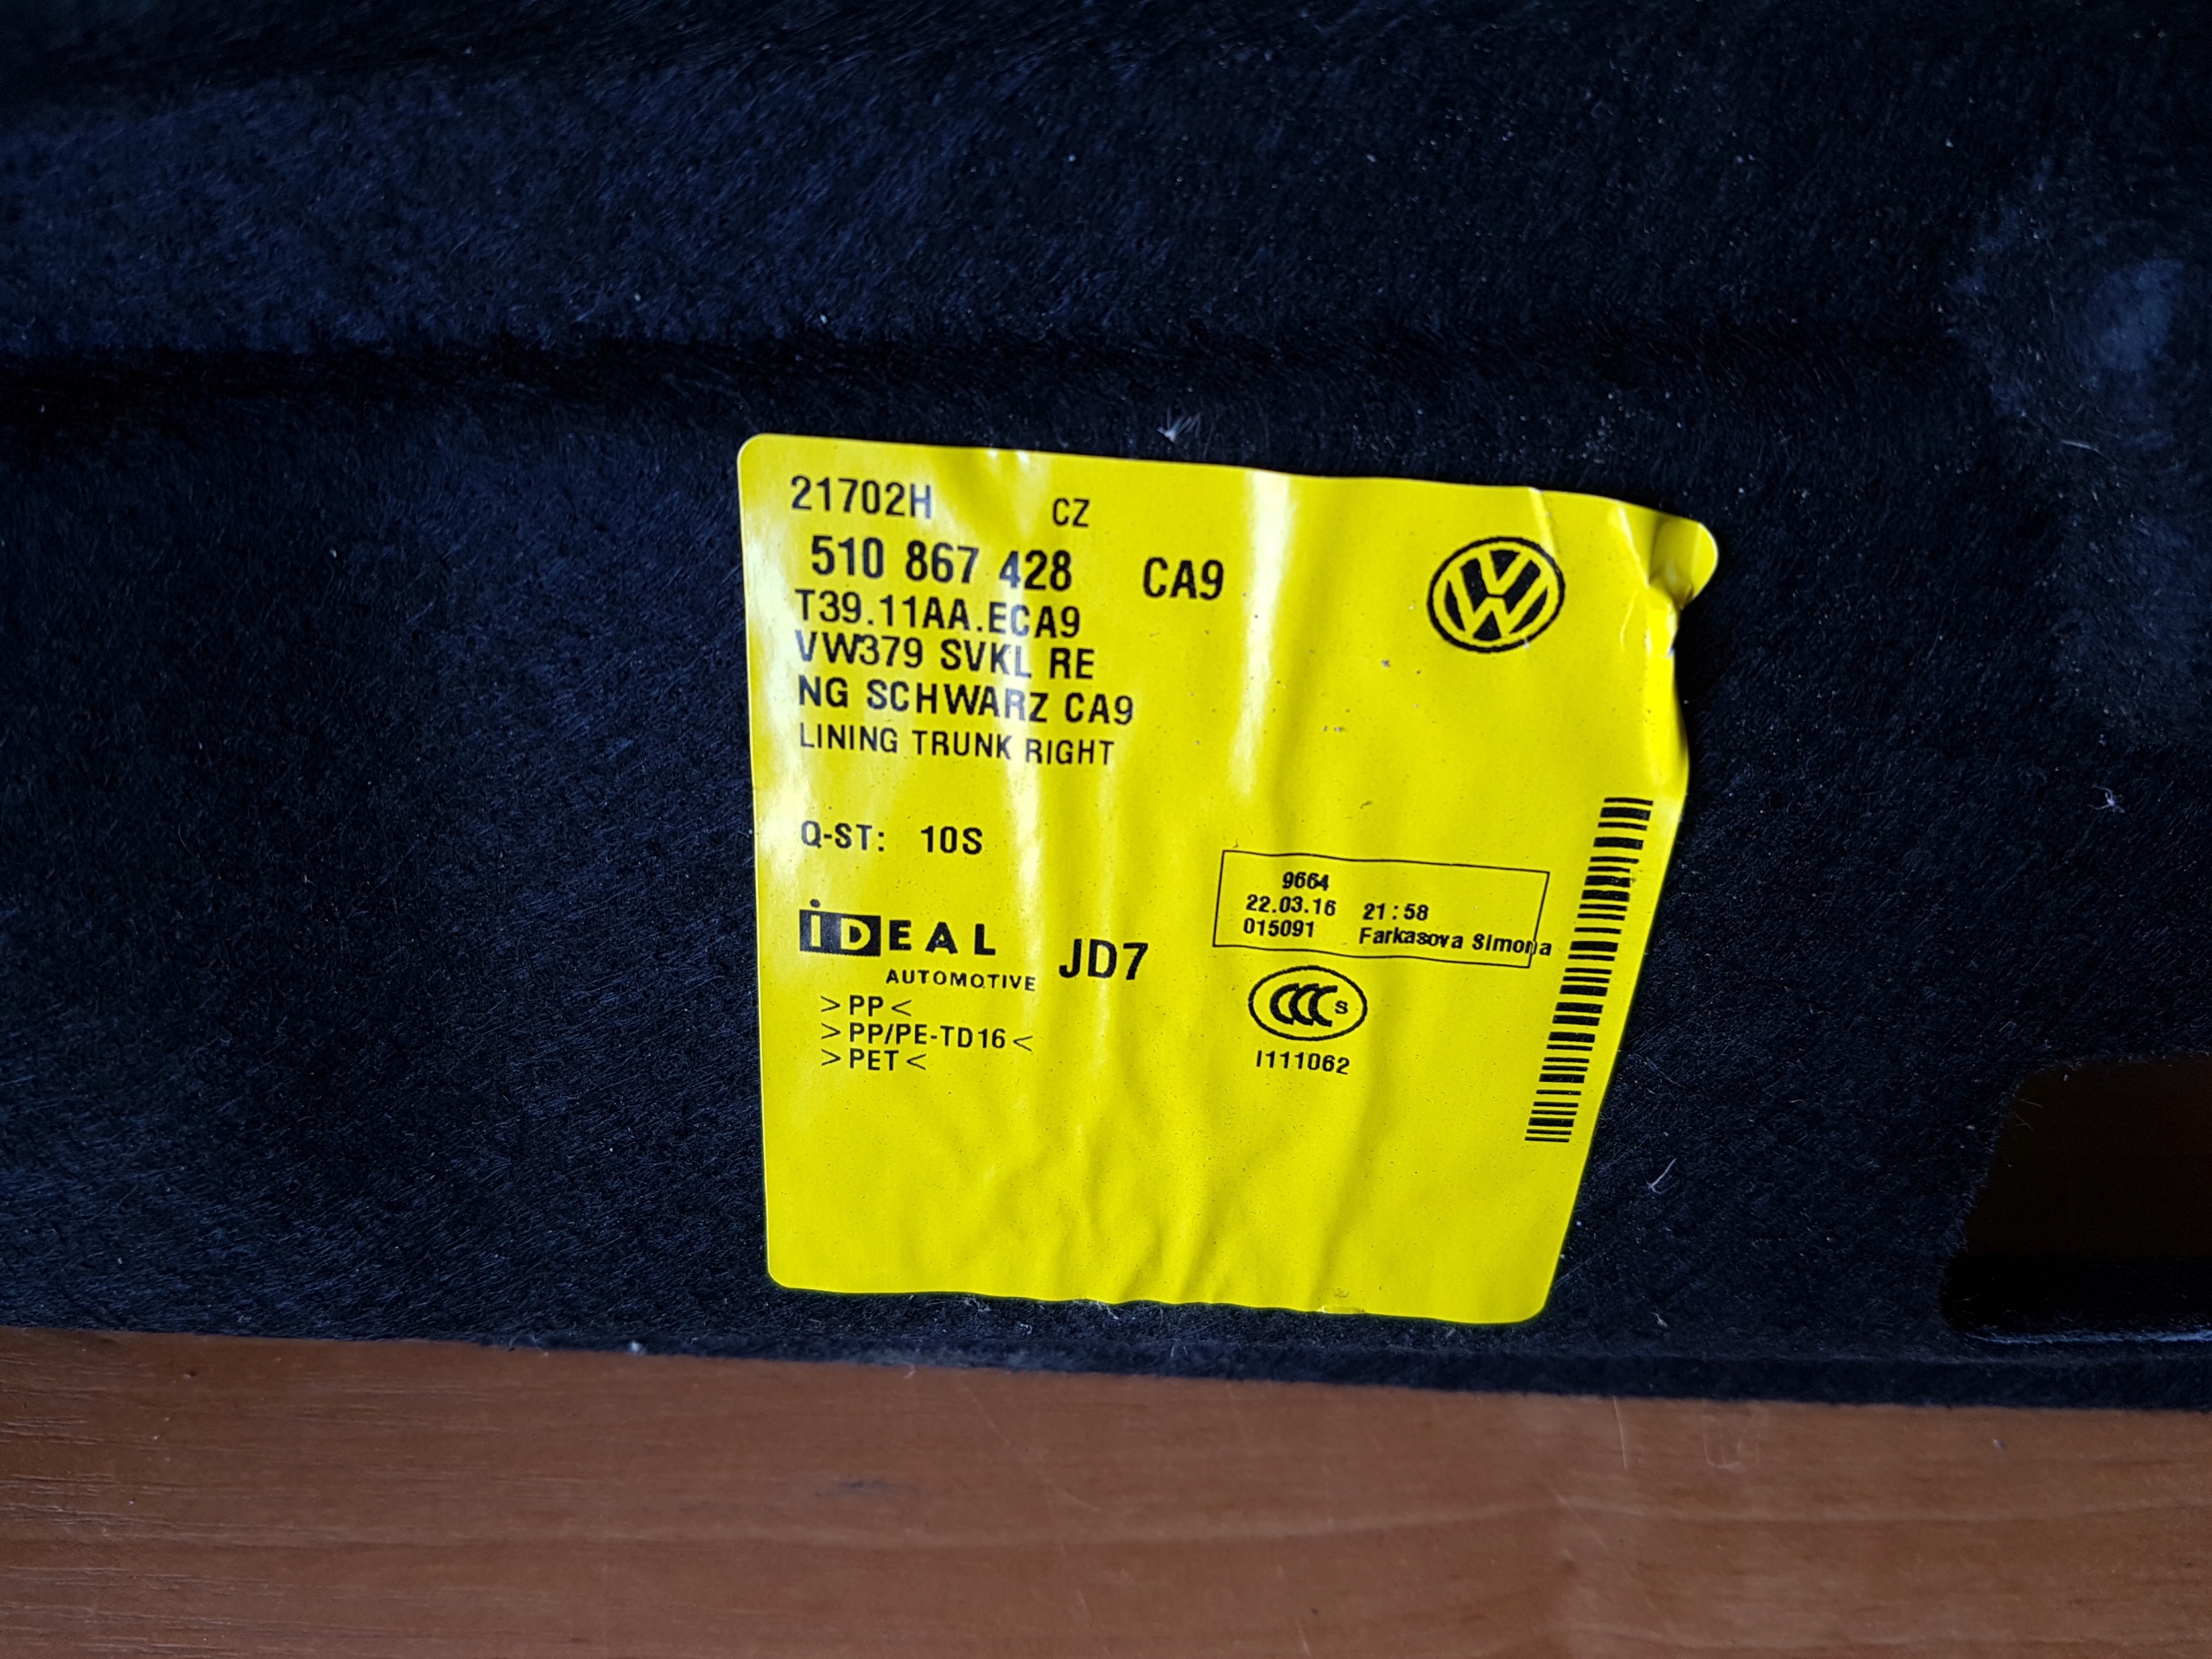 21702H CZ
510 867 428 CA9
T39.11AA.ECA9
VW379 SVKL RE
NG SCHWARZ CA9
LINING TRUNK RIGHT
VW
Q-ST: 10S
9664
22.03.16 21:58
015091 Farkasova Simona
iDEAL
AUTOMOTIVE
JD7
>PP<
>PP/PE-TD16<
>PET<
CCC S
I111062